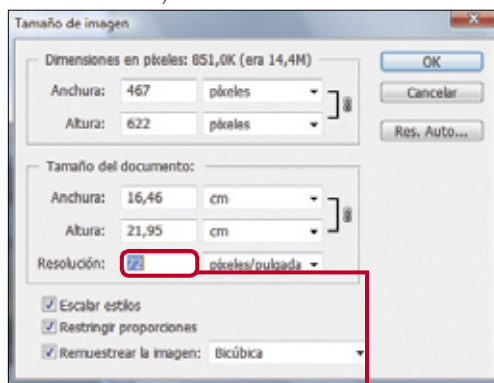 Tamaño de imagen
Dimensiones en píxeles: 851,0K (era 14,4M)
Anchura: 467 píxeles
Altura: 622 píxeles
OK
Cancelar
Res. Auto...
Tamaño del documento:
Anchura: 16,46 cm
Altura: 21,95 cm
Resolución: 72 píxeles/pulgada
Escalar estilos
Restringir proporciones
Remuestrear la imagen: Bicúbica